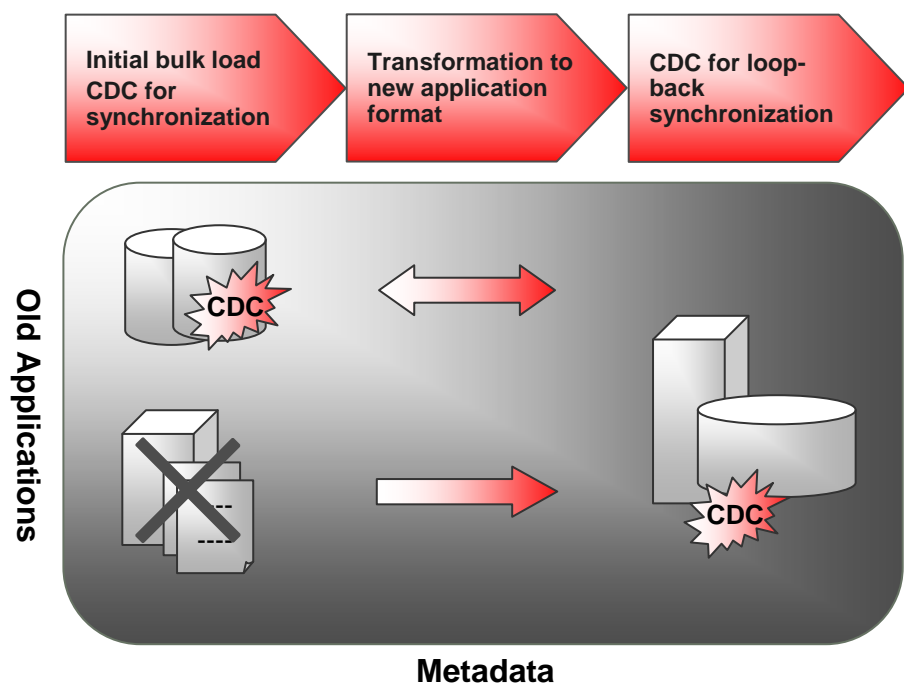 Initial bulk load
CDC for
synchronization
Transformation to
new application
format
CDC for loop-
back
synchronization
Old Applications
CDC
----
----
CDC
Metadata